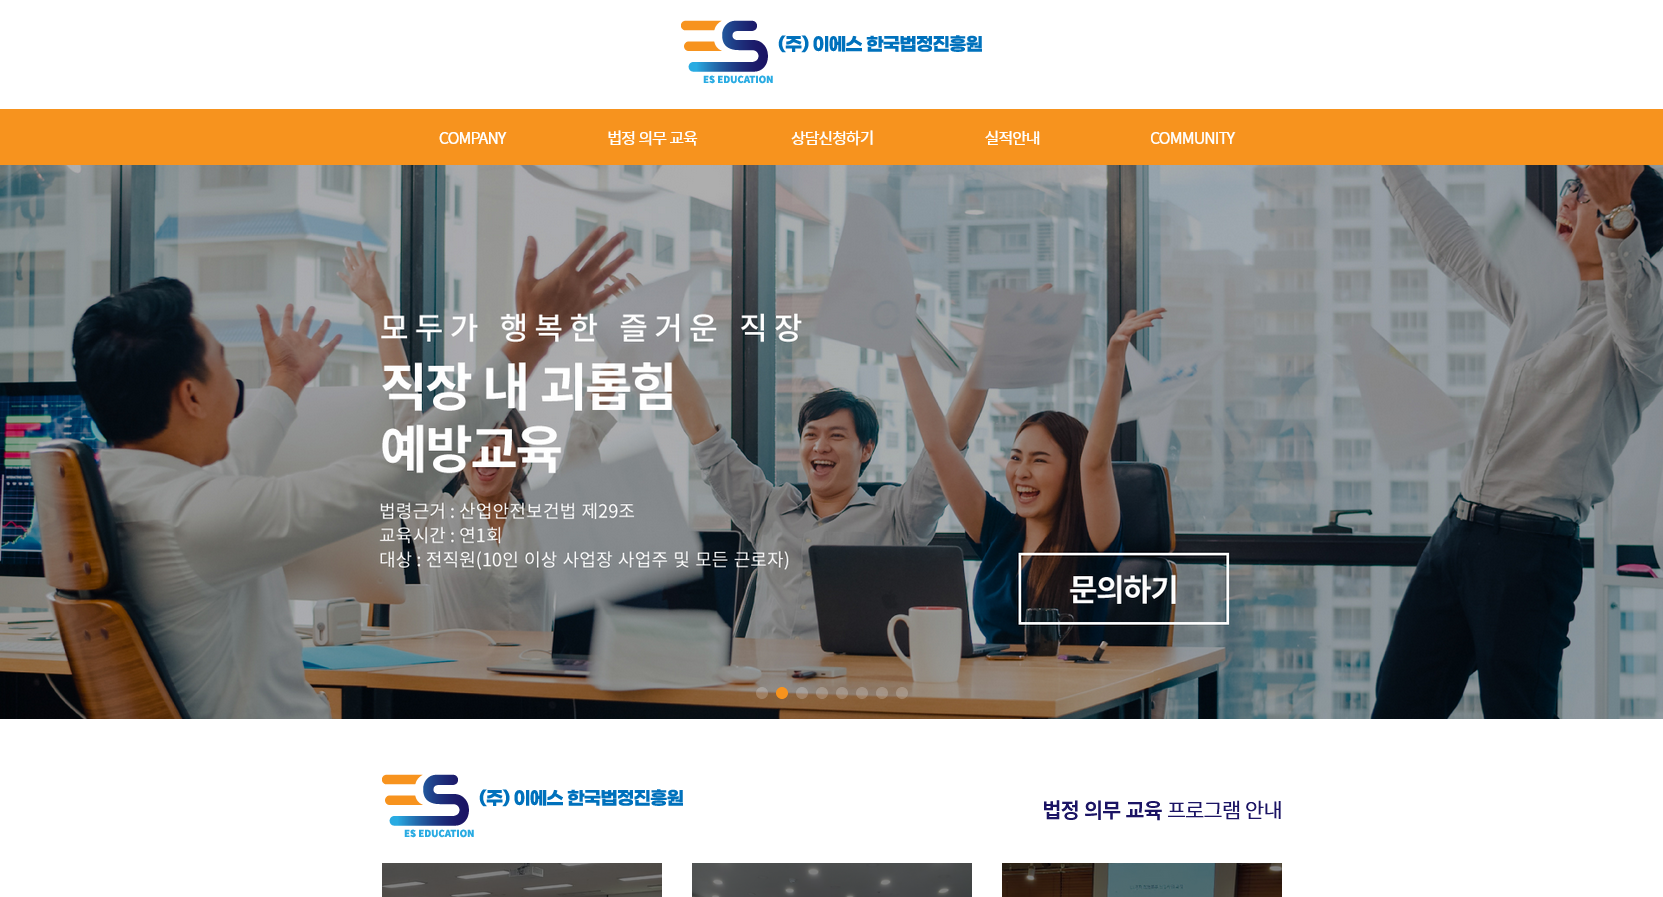 ES EDUCATION
(주) 이에스 한국법정진흥원
COMPANY
법정 의무 교육
상담신청하기
실적안내
COMMUNITY
모두가 행복한 즐거운 직장
직장 내 괴롭힘
예방교육
법령근거 : 산업안전보건법 제29조
교육시간 : 연1회
대상 : 전직원(10인 이상 사업장 사업주 및 모든 근로자)
문의하기
ES EDUCATION
(주) 이에스 한국법정진흥원
법정 의무 교육 프로그램 안내